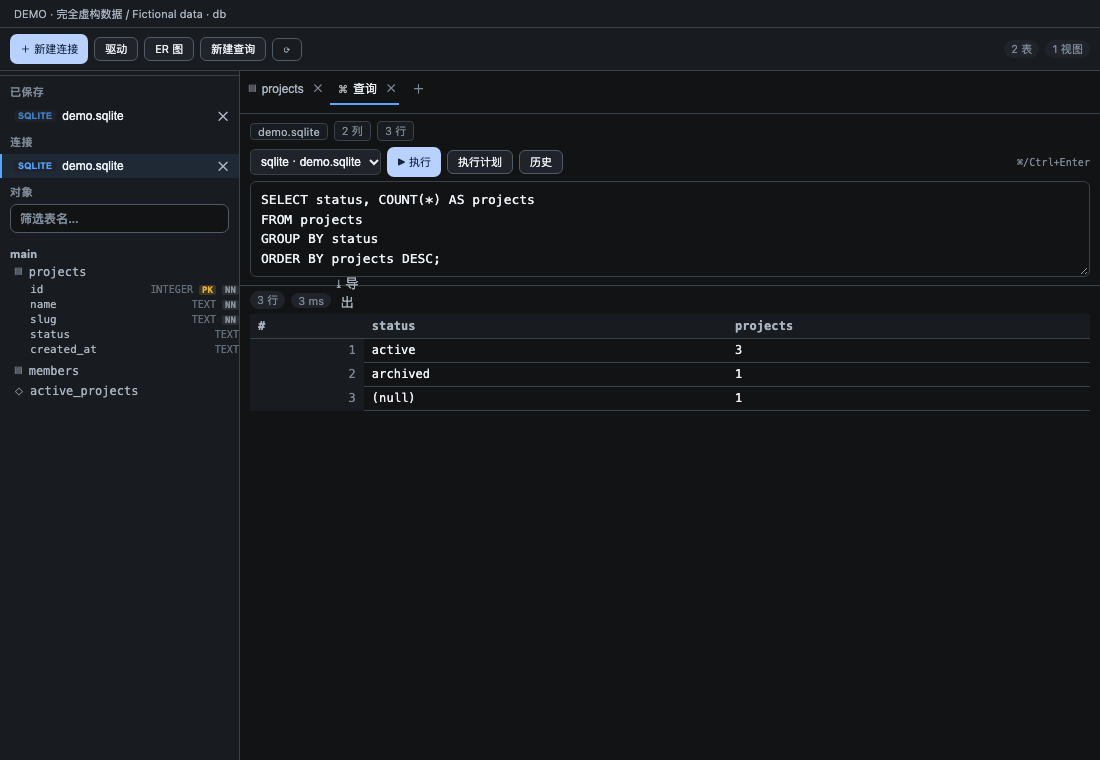 DEMO · 完全虚构数据 / Fictional data · db
+ 新建连接 驱动 ER 图 新建查询 ⟳ 2 表 1 视图
已保存
SQLITE demo.sqlite ×
连接
SQLITE demo.sqlite ×
对象
筛选表名...
main
projects
id INTEGER PK NN
name TEXT NN
slug TEXT NN
status TEXT
created_at TEXT
members
◇ active_projects
projects × ⌘ 查询 × +
demo.sqlite 2 列 3 行
sqlite · demo.sqlite ▶ 执行 执行计划 历史 ⌘/Ctrl+Enter
SELECT status, COUNT(*) AS projects
FROM projects
GROUP BY status
ORDER BY projects DESC;
3 行 3 ms ↓ 导
出
# status projects
1 active 3
2 archived 1
3 (null) 1